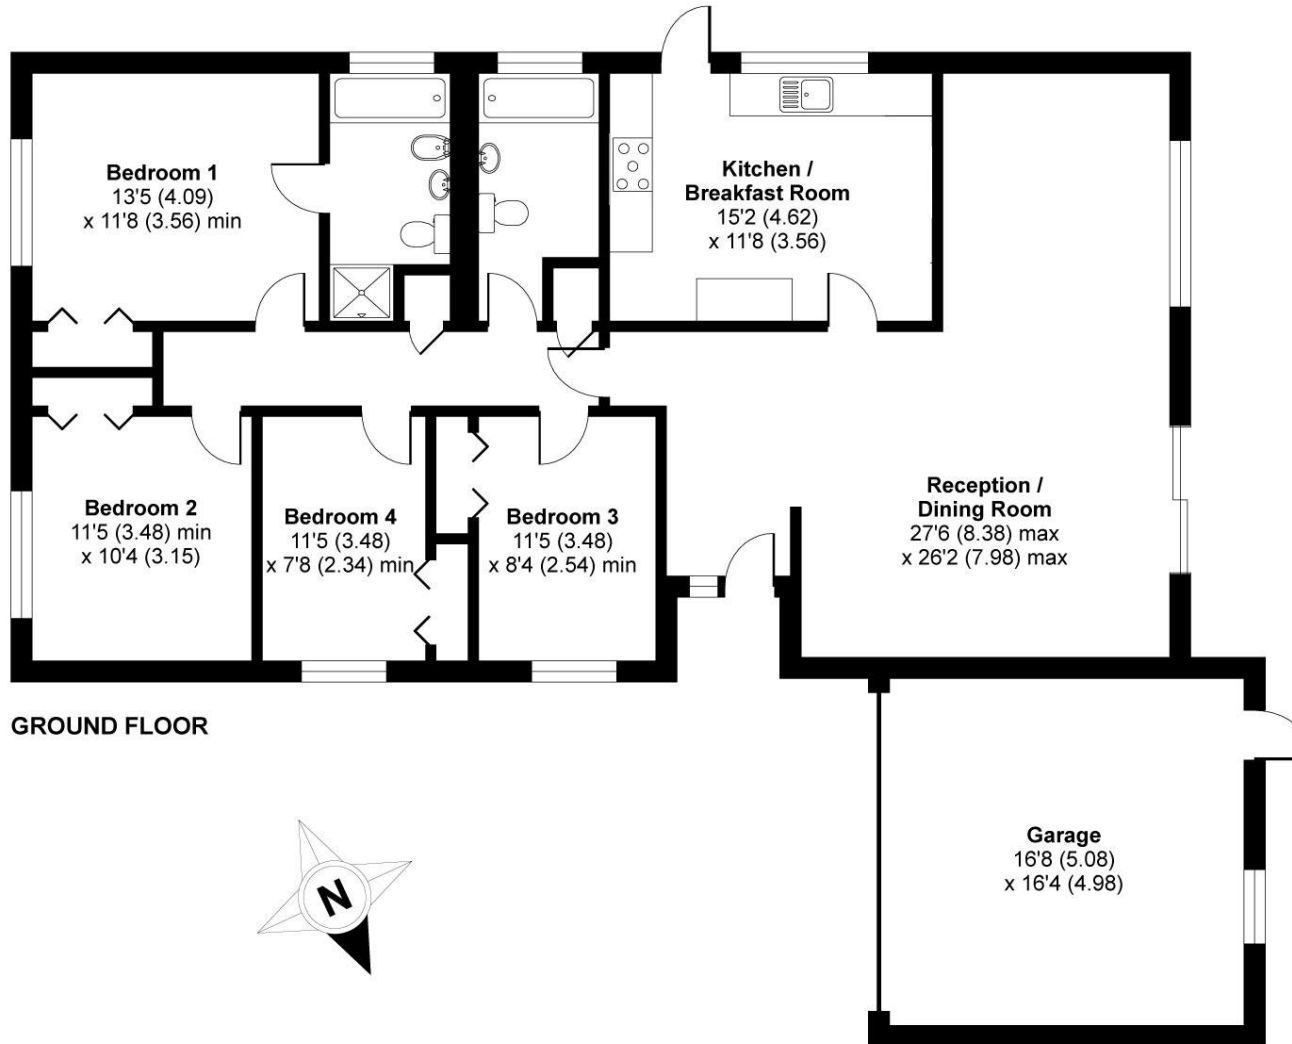 Bedroom 1
13'5 (4.09)
x 11'8 (3.56) min
Kitchen /
Breakfast Room
15'2 (4.62)
x 11'8 (3.56)
Bedroom 2
11'5 (3.48) min
x 10'4 (3.15)
Bedroom 4
11'5 (3.48)
x 7'8 (2.34) min
Bedroom 3
11'5 (3.48)
x 8'4 (2.54) min
Reception /
Dining Room
27'6 (8.38) max
x 26'2 (7.98) max
GROUND FLOOR
Garage
16'8 (5.08)
x 16'4 (4.98)
N